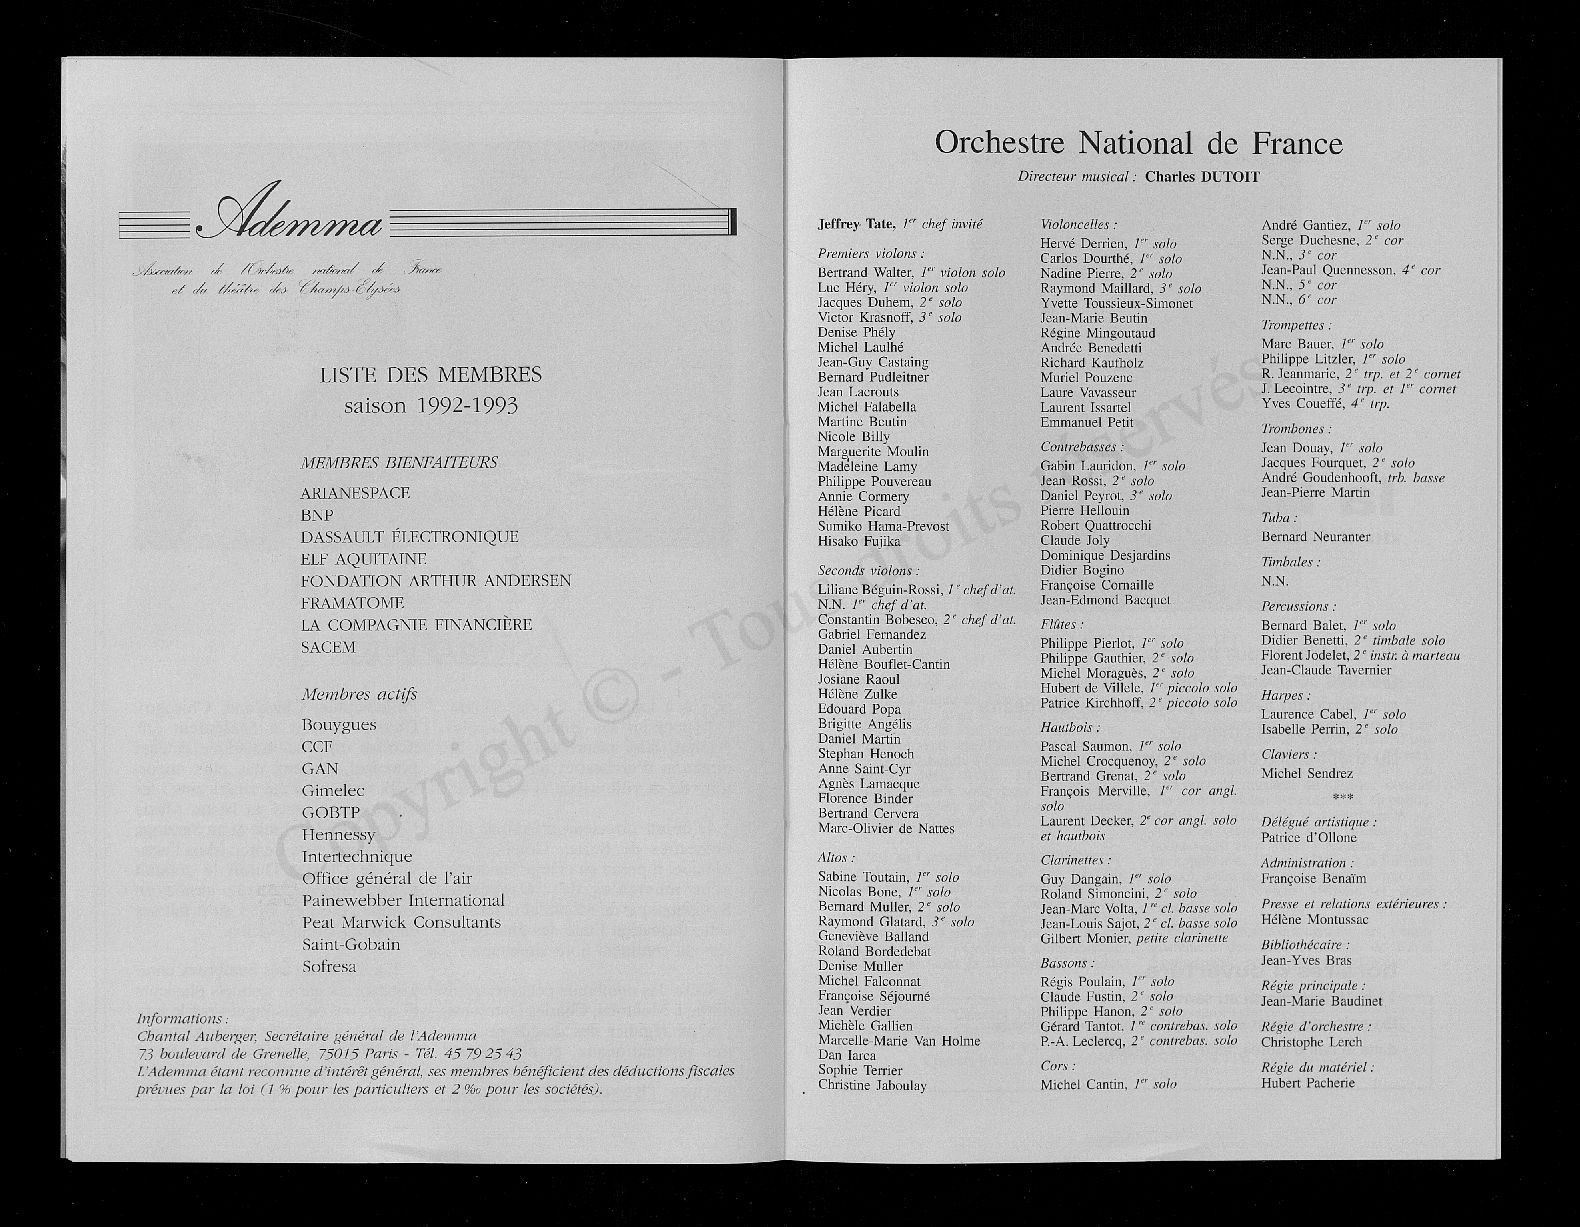 Ademma
Association de l'Orchestre national de France
et du théâtre des Champs-Élysées
LISTE DES MEMBRES
saison 1992-1993
MEMBRES BIENFAITEURS
ARIANESPACE
BNP
DASSAULT ÉLECTRONIQUE
ELF AQUITAINE
FONDATION ARTHUR ANDERSEN
FRAMATOME
LA COMPAGNIE FINANCIÈRE
SACEM
Membres actifs
Bouygues
CCF
GAN
Gimelec
GOBTP
Hennessy
Intertechnique
Office général de l'air
Painewebber International
Peat Marwick Consultants
Saint-Gobain
Sofresa
Informations :
Chantal Auberger, Secrétaire général de l'Ademma
73 boulevard de Grenelle, 75015 Paris - Tél. 45 79 25 43
L'Ademma étant reconnue d'intérêt général, ses membres bénéficient des déductions fiscales
prévues par la loi (1 % pour les particuliers et 2 ‰ pour les sociétés).
Orchestre National de France
Directeur musical : Charles DUTOIT
Jeffrey Tate, 1er chef invité
Premiers violons :
Bertrand Walter, 1er violon solo
Luc Héry, 1er violon solo
Jacques Duhem, 2e solo
Victor Krasnoff, 3e solo
Denise Phély
Michel Laulhé
Jean-Guy Castaing
Bernard Pudleitner
Jean Lacrouts
Michel Falabella
Martine Beutin
Nicole Billy
Marguerite Moulin
Madeleine Lamy
Philippe Pouvereau
Annie Cormery
Hélène Picard
Sumiko Hama-Prevost
Hisako Fujika
Seconds violons :
Liliane Béguin-Rossi, 1e chef d'at.
N.N. 1er chef d'at.
Constantin Bobesco, 2e chef d'at.
Gabriel Fernandez
Daniel Aubertin
Hélène Bouflet-Cantin
Josiane Raoul
Hélène Zulke
Edouard Popa
Brigitte Angélis
Daniel Martin
Stephan Henoch
Anne Saint-Cyr
Agnès Lamacque
Florence Binder
Bertrand Cervera
Marc-Olivier de Nattes
Altos :
Sabine Toutain, 1er solo
Nicolas Bone, 1er solo
Bernard Muller, 2e solo
Raymond Glatard, 3e solo
Geneviève Balland
Roland Bordedebat
Denise Muller
Michel Falconnat
Françoise Séjourné
Jean Verdier
Michèle Gallien
Marcelle-Marie Van Holme
Dan Iarca
Sophie Terrier
Christine Jaboulay
Violoncelles :
Hervé Derrien, 1er solo
Carlos Dourthé, 1er solo
Nadine Pierre, 2e solo
Raymond Maillard, 3e solo
Yvette Toussieux-Simonet
Jean-Marie Beutin
Régine Mingoutaud
Andrée Benedetti
Richard Kaufholz
Muriel Pouzenc
Laure Vavasseur
Laurent Issartel
Emmanuel Petit
Contrebasses :
Gabin Lauridon, 1er solo
Jean Rossi, 2e solo
Daniel Peyrot, 3e solo
Pierre Hellouin
Robert Quattrocchi
Claude Joly
Dominique Desjardins
Didier Bogino
Françoise Cornaille
Jean-Edmond Bacquet
Flûtes :
Philippe Pierlot, 1er solo
Philippe Gauthier, 2e solo
Michel Moraguès, 2e solo
Hubert de Villele, 1er piccolo solo
Patrice Kirchhoff, 2e piccolo solo
Hautbois :
Pascal Saumon, 1er solo
Michel Crocquenoy, 2e solo
Bertrand Grenat, 2e solo
François Merville, 1er cor angl.
solo
Laurent Decker, 2e cor angl. solo
et hautbois
Clarinettes :
Guy Dangain, 1er solo
Roland Simoncini, 2e solo
Jean-Marc Volta, 1re cl. basse solo
Jean-Louis Sajot, 2e cl. basse solo
Gilbert Monier, petite clarinette
Bassons :
Régis Poulain, 1er solo
Claude Fustin, 2e solo
Philippe Hanon, 2e solo
Gérard Tantot, 1re contrebas. solo
P.-A. Leclercq, 2e contrebas. solo
Cors :
Michel Cantin, 1er solo
André Gantiez, 1er solo
Serge Duchesne, 2e cor
N.N., 3e cor
Jean-Paul Quennesson, 4e cor
N.N., 5e cor
N.N., 6e cor
Trompettes :
Marc Bauer, 1er solo
Philippe Litzler, 1er solo
R. Jeanmarie, 2e trp. et 2e cornet
J. Lecointre, 3e trp. et 1er cornet
Yves Coueffé, 4e trp.
Trombones :
Jean Douay, 1er solo
Jacques Fourquet, 2e solo
André Goudenhooft, trb. basse
Jean-Pierre Martin
Tuba :
Bernard Neuranter
Timbales :
N.N.
Percussions :
Bernard Balet, 1er solo
Didier Benetti, 2e timbale solo
Florent Jodelet, 2e instr. à marteau
Jean-Claude Tavernier
Harpes :
Laurence Cabel, 1er solo
Isabelle Perrin, 2e solo
Claviers :
Michel Sendrez
***
Délégué artistique :
Patrice d'Ollone
Administration :
Françoise Benaïm
Presse et relations extérieures :
Hélène Montussac
Bibliothécaire :
Jean-Yves Bras
Régie principale :
Jean-Marie Baudinet
Régie d'orchestre :
Christophe Lerch
Régie du matériel :
Hubert Pacherie
Copyright © - Tous droits réservés